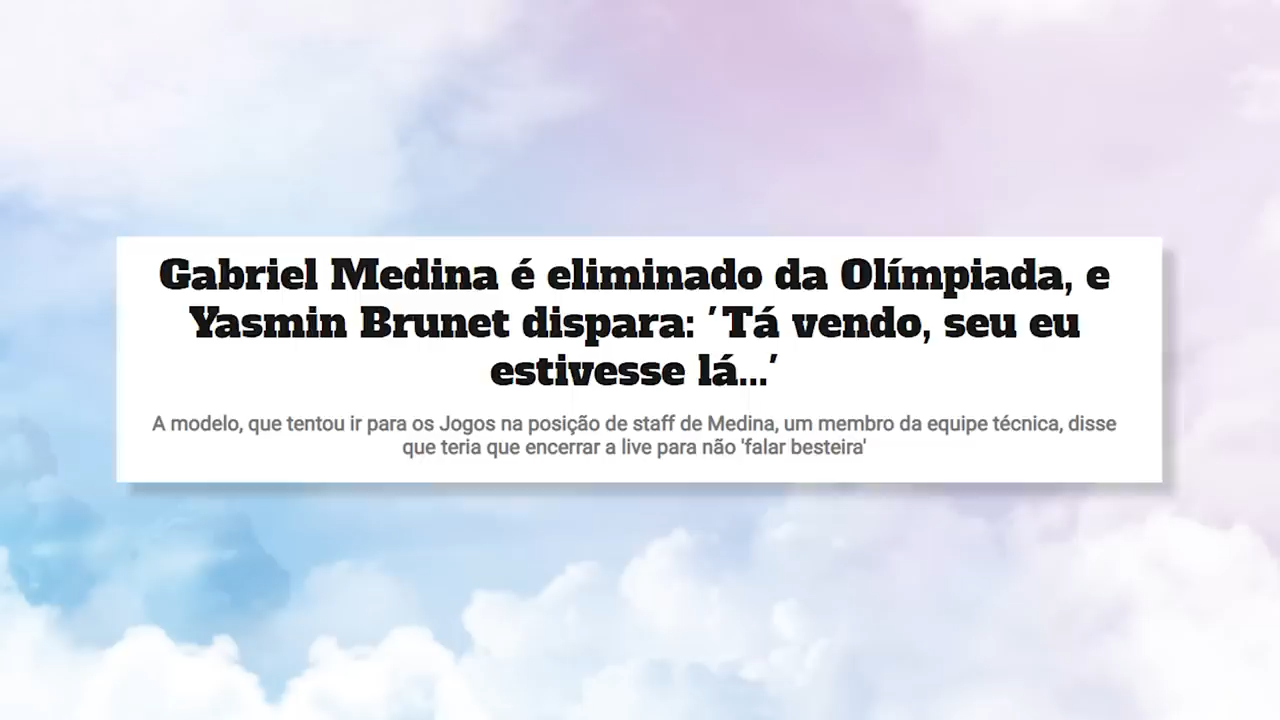 Gabriel Medina é eliminado da Olímpiada, e
Yasmin Brunet dispara: 'Tá vendo, seu eu
estivesse lá...'
A modelo, que tentou ir para os Jogos na posição de staff de Medina, um membro da equipe técnica, disse
que teria que encerrar a live para não 'falar besteira'